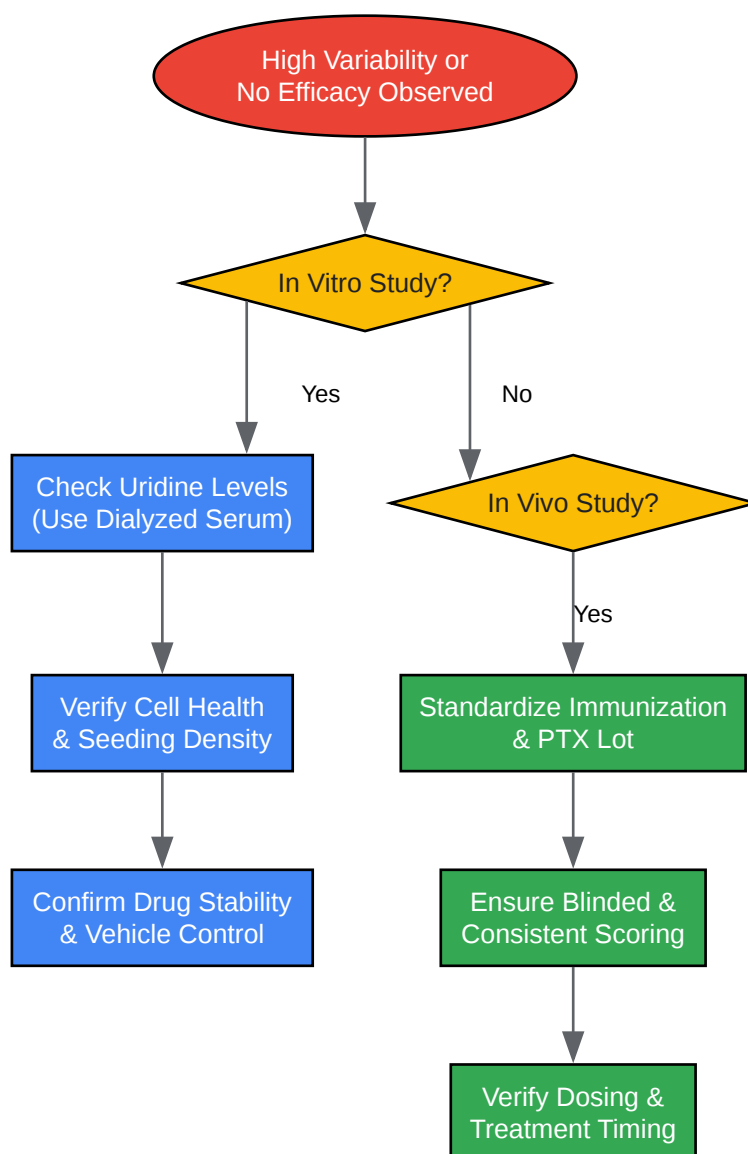 High Variability or
No Efficacy Observed
In Vitro Study?
Yes
No
Check Uridine Levels
(Use Dialyzed Serum)
In Vivo Study?
Yes
Verify Cell Health
& Seeding Density
Standardize Immunization
& PTX Lot
Confirm Drug Stability
& Vehicle Control
Ensure Blinded &
Consistent Scoring
Verify Dosing &
Treatment Timing